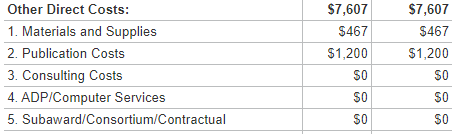 Other Direct Costs: $7,607 $7,607
1. Materials and Supplies $467 $467
2. Publication Costs $1,200 $1,200
3. Consulting Costs $0 $0
4. ADP/Computer Services $0 $0
5. Subaward/Consortium/Contractual $0 $0